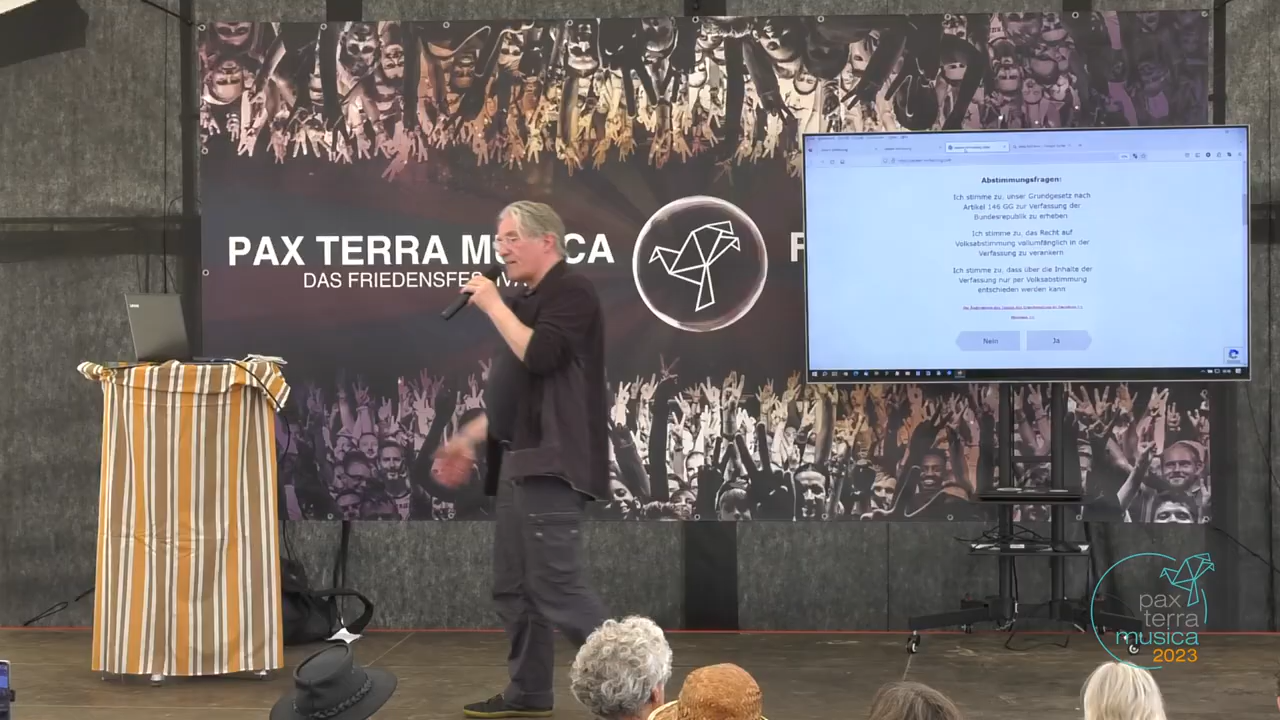 PAX TERRA MUSICA
DAS FRIEDENSFESTIVAL
Abstimmungsfragen:
Ich stimme zu, unser Grundgesetz nach
Artikel 146 GG zur Verfassung der
Bundesrepublik zu erheben
Ich stimme zu, das Recht auf
Volksabstimmung vollumfänglich in der
Verfassung zu verankern
Ich stimme zu, dass über die Inhalte der
Verfassung nur per Volksabstimmung
entschieden werden kann
Nein
Ja
pax
terra
musica
2023